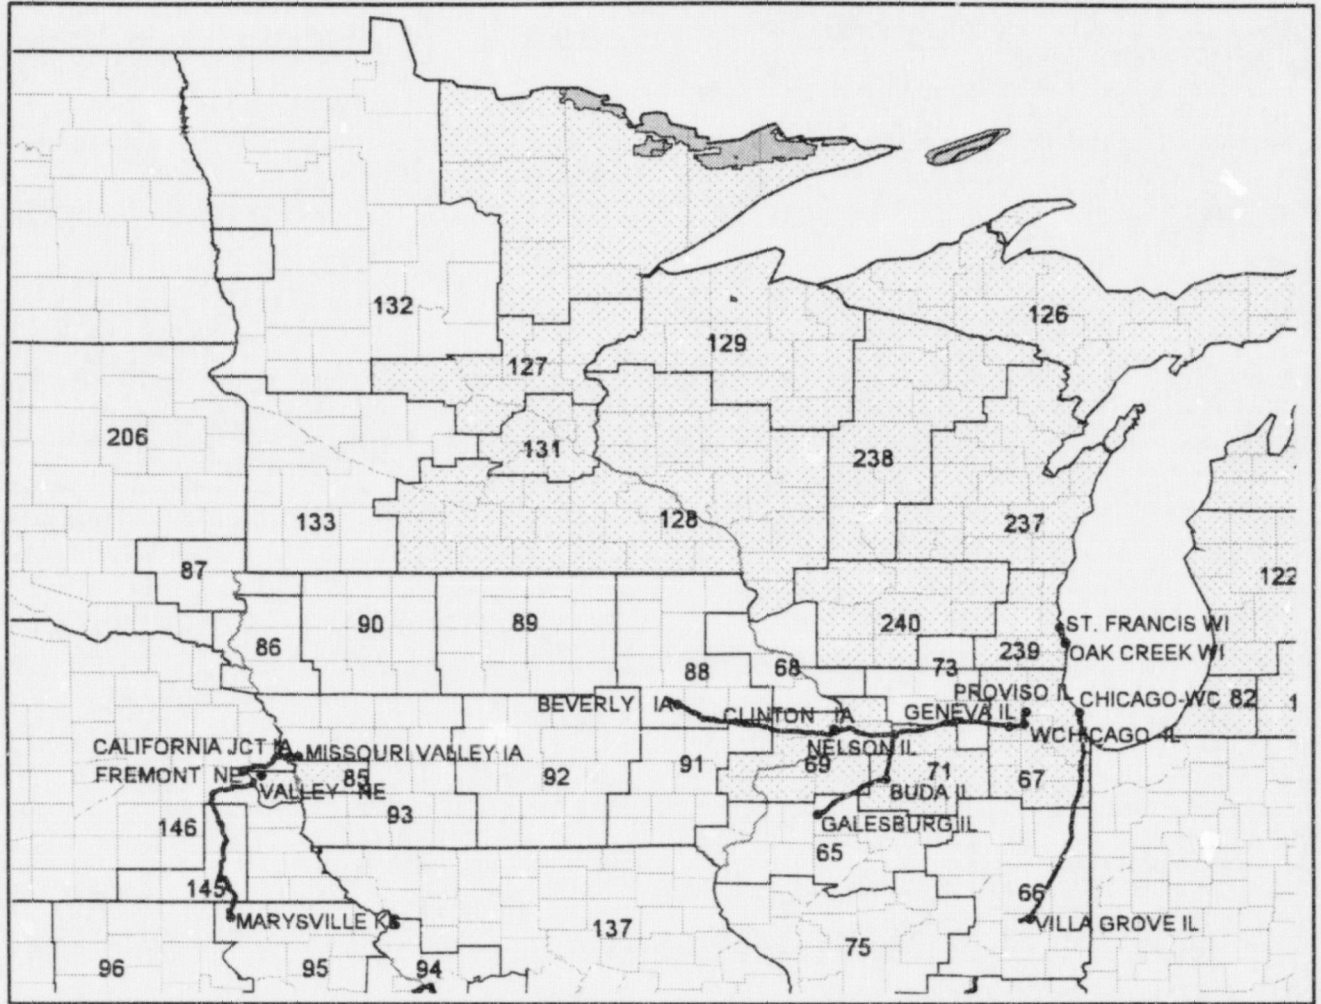 132
126
129
127
206
131
238
133
128
237
87
122
90
89
240
ST. FRANCIS WI
86
239
OAK CREEK WI
88
68
73
PROVISO IL
CHICAGO-WC
82
BEVERLY IA
CLINTON IA
GENEVA IL
WCHICAGO IL
CALIFORNIA JCT IA
MISSOURI VALLEY IA
NELSON IL
91
69
71
67
FREMONT NE
85
92
VALLEY NE
BUDA IL
93
GALESBURG IL
146
65
145
66
MARYSVILLE KS
VILLA GROVE IL
137
75
96
95
94